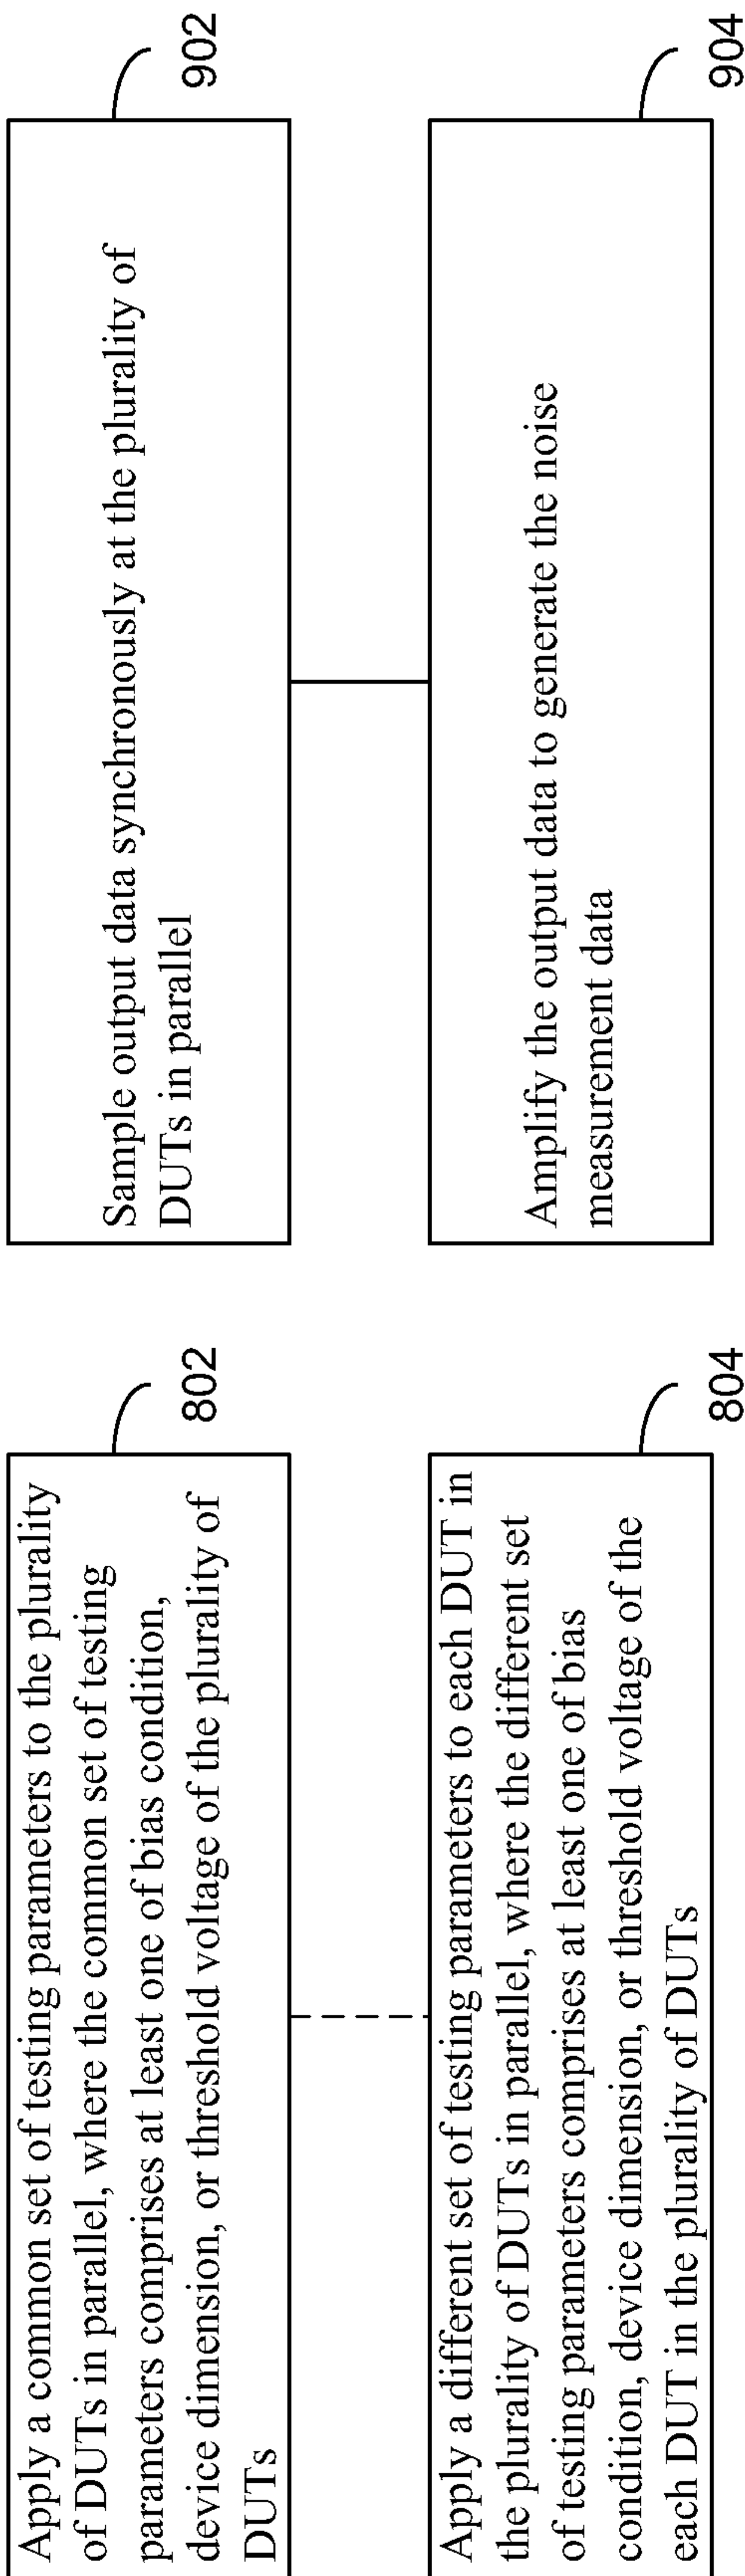 Apply a common set of testing parameters to the plurality
of DUTs in parallel, where the common set of testing
parameters comprises at least one of bias condition,
device dimension, or threshold voltage of the plurality of
DUTs
802
Apply a different set of testing parameters to each DUT in
the plurality of DUTs in parallel, where the different set
of testing parameters comprises at least one of bias
condition, device dimension, or threshold voltage of the
each DUT in the plurality of DUTs
804
Sample output data synchronously at the plurality of
DUTs in parallel
902
Amplify the output data to generate the noise
measurement data
904